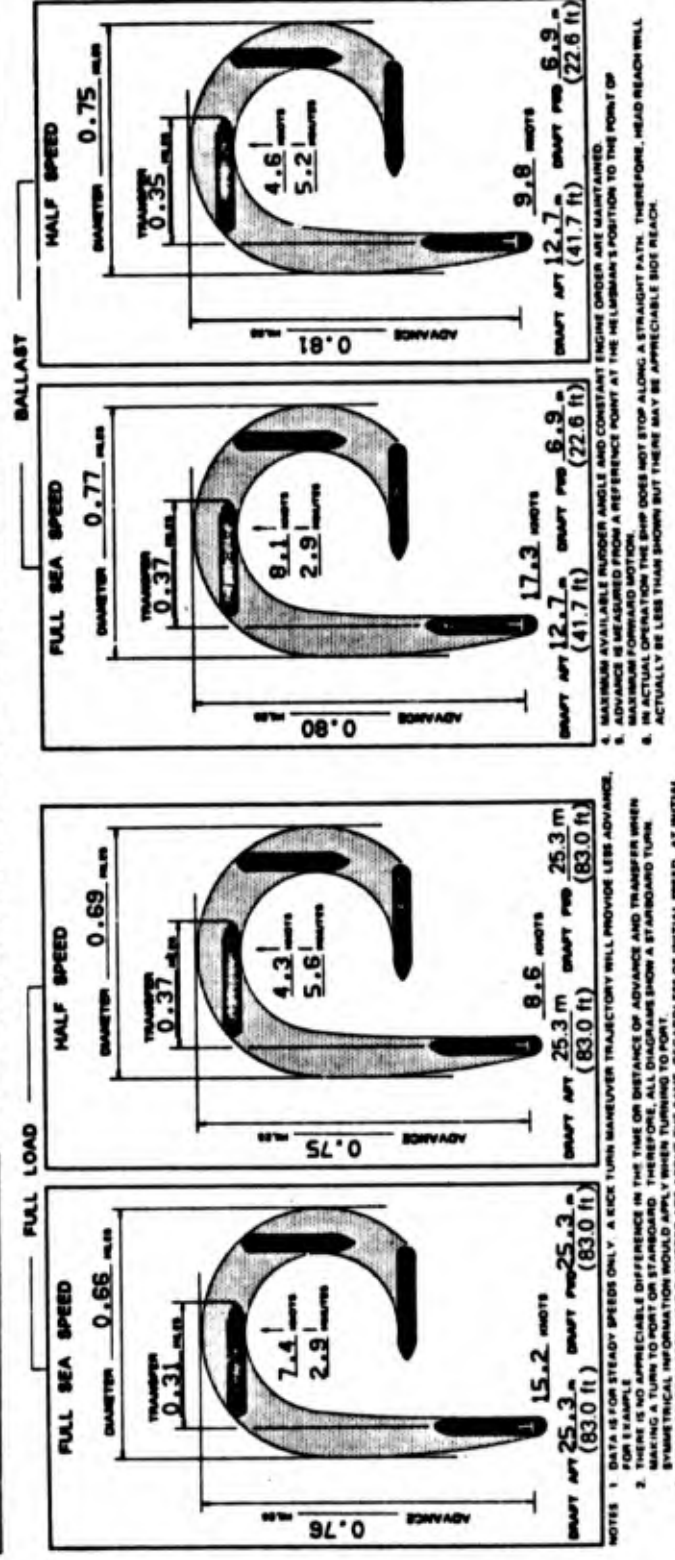 FULL LOAD
FULL SEA SPEED
DIAMETER 0.66 MILES
TRANSFER
0.31 MILES
7.4 KNOTS
2.9 MINUTES
ADVANCE 0.76 MILES
15.2 KNOTS
DRAFT AFT 25.3 m DRAFT FWD 25.3 m
(83.0 ft) (83.0 ft)
HALF SPEED
DIAMETER 0.69 MILES
TRANSFER
0.37 MILES
4.3 KNOTS
5.6 MINUTES
ADVANCE 0.75 MILES
8.6 KNOTS
DRAFT AFT 25.3 m DRAFT FWD 25.3 m
(83.0 ft) (83.0 ft)
BALLAST
FULL SEA SPEED
DIAMETER 0.77 MILES
TRANSFER
0.37 MILES
8.1 KNOTS
2.9 MINUTES
ADVANCE 0.80 MILES
17.3 KNOTS
DRAFT AFT 12.7 m DRAFT FWD 6.9 m
(41.7 ft) (22.6 ft)
HALF SPEED
DIAMETER 0.75 MILES
TRANSFER
0.35 MILES
4.6 KNOTS
5.2 MINUTES
ADVANCE 0.81 MILES
9.8 KNOTS
DRAFT AFT 12.7 m DRAFT FWD 6.9 m
(41.7 ft) (22.6 ft)
NOTES 1. DATA IS FOR STEADY SPEEDS ONLY. A KICK TURN MANEUVER TRAJECTORY WILL PROVIDE LESS ADVANCE,
FOR EXAMPLE
2. THERE IS NO APPRECIABLE DIFFERENCE IN THE TIME OR DISTANCE OF ADVANCE AND TRANSFER WHEN
MAKING A TURN TO PORT OR STARBOARD. THEREFORE, ALL DIAGRAMS SHOW A STARBOARD TURN.
SYMMETRICAL INFORMATION WOULD APPLY WHEN TURNING TO PORT.
4. MAXIMUM AVAILABLE RUDDER ANGLE AND CONSTANT ENGINE ORDER ARE MAINTAINED.
5. ADVANCE IS MEASURED FROM A REFERENCE POINT AT THE HELMSMAN'S POSITION TO THE POINT OF
MAXIMUM FORWARD MOTION.
6. IN ACTUAL OPERATION THE SHIP DOES NOT STOP ALONG A STRAIGHT PATH. THEREFORE, HEAD REACH WILL
ACTUALLY BE LESS THAN SHOWN BUT THERE MAY BE APPRECIABLE SIDE REACH.